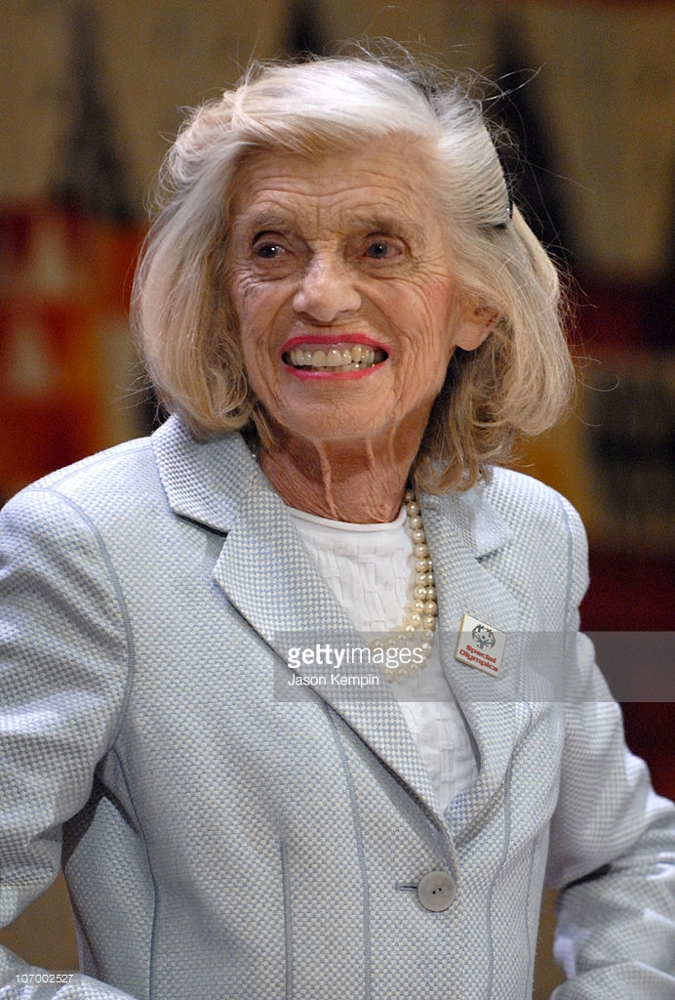 Special
Olympics
gettyimages
Jason Kempin
107002527